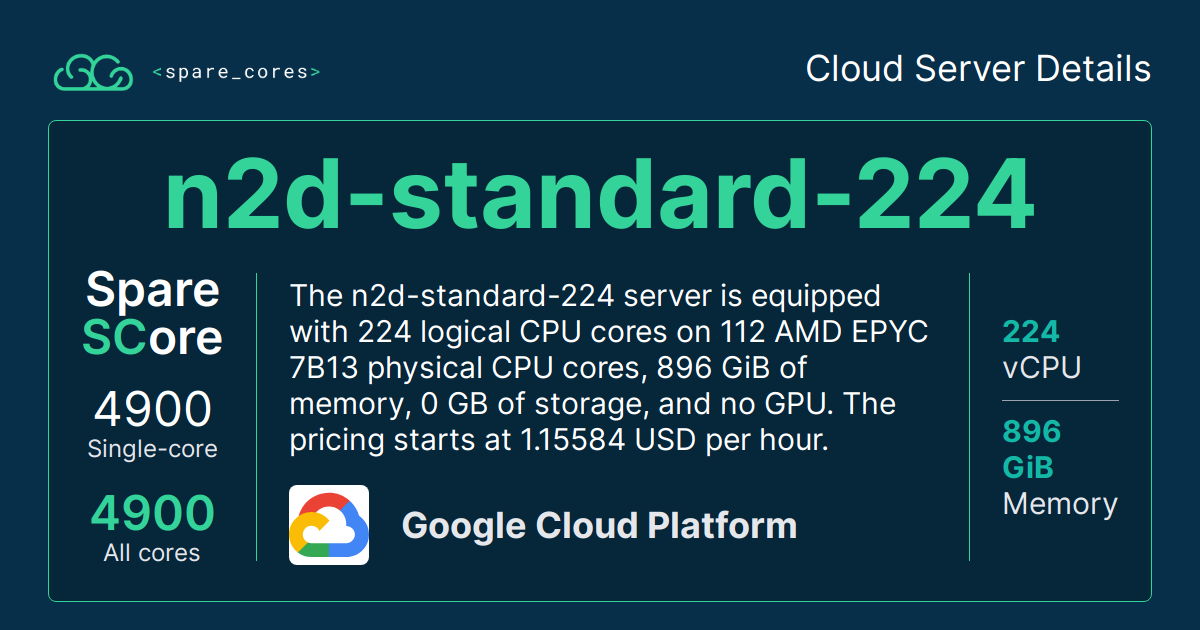 <spare_cores>
Cloud Server Details
n2d-standard-224
Spare
SCore
4900
Single-core
4900
All cores
The n2d-standard-224 server is equipped
with 224 logical CPU cores on 112 AMD EPYC
7B13 physical CPU cores, 896 GiB of
memory, 0 GB of storage, and no GPU. The
pricing starts at 1.15584 USD per hour.
Google Cloud Platform
224
vCPU
896
GiB
Memory